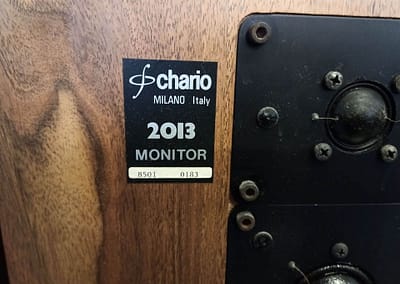 chario
MILANO Italy
2013
MONITOR
8501 0183